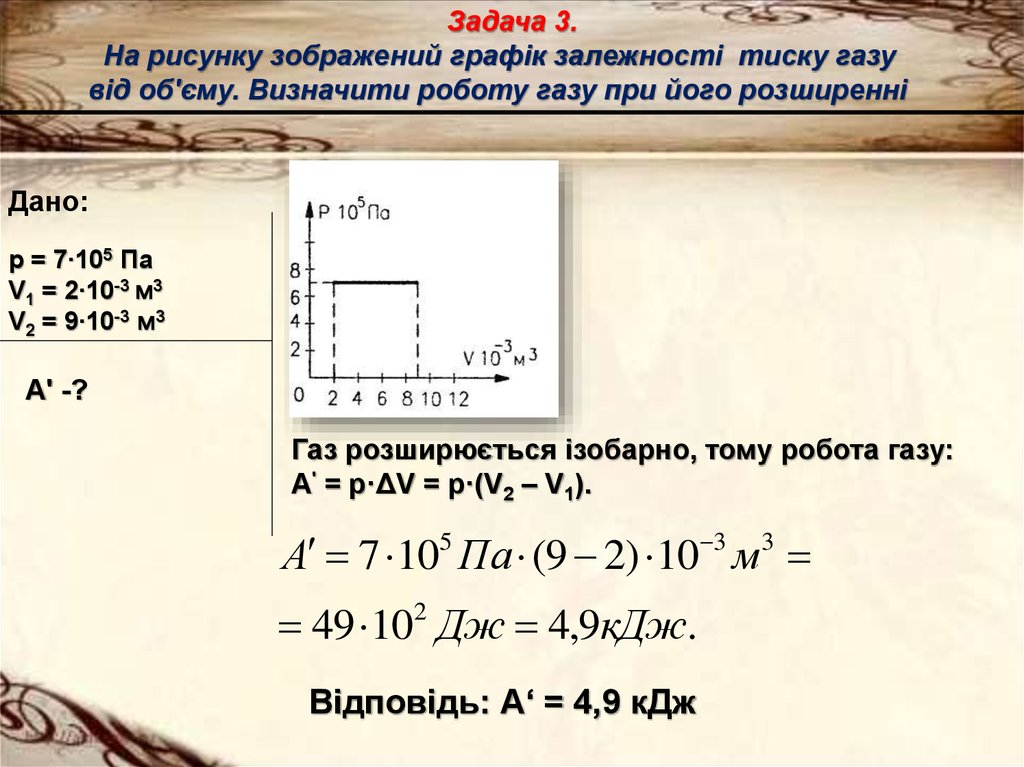 Задача 3.
На рисунку зображений графік залежності тиску газу
від об'єму. Визначити роботу газу при його розширенні
Дано:
р = 7·10⁵ Па
V₁ = 2·10⁻³ м³
V₂ = 9·10⁻³ м³
А' -?
Р 10⁵ Па
8
6
4
2
V 10⁻³ м³
0 2 4 6 8 10 12
Газ розширюється ізобарно, тому робота газу:
А' = р·ΔV = р·(V₂ – V₁).
А′ = 7·10⁵ Па·(9 − 2)·10⁻³ м³ =
= 49·10² Дж = 4,9кДж.
Відповідь: А‘ = 4,9 кДж